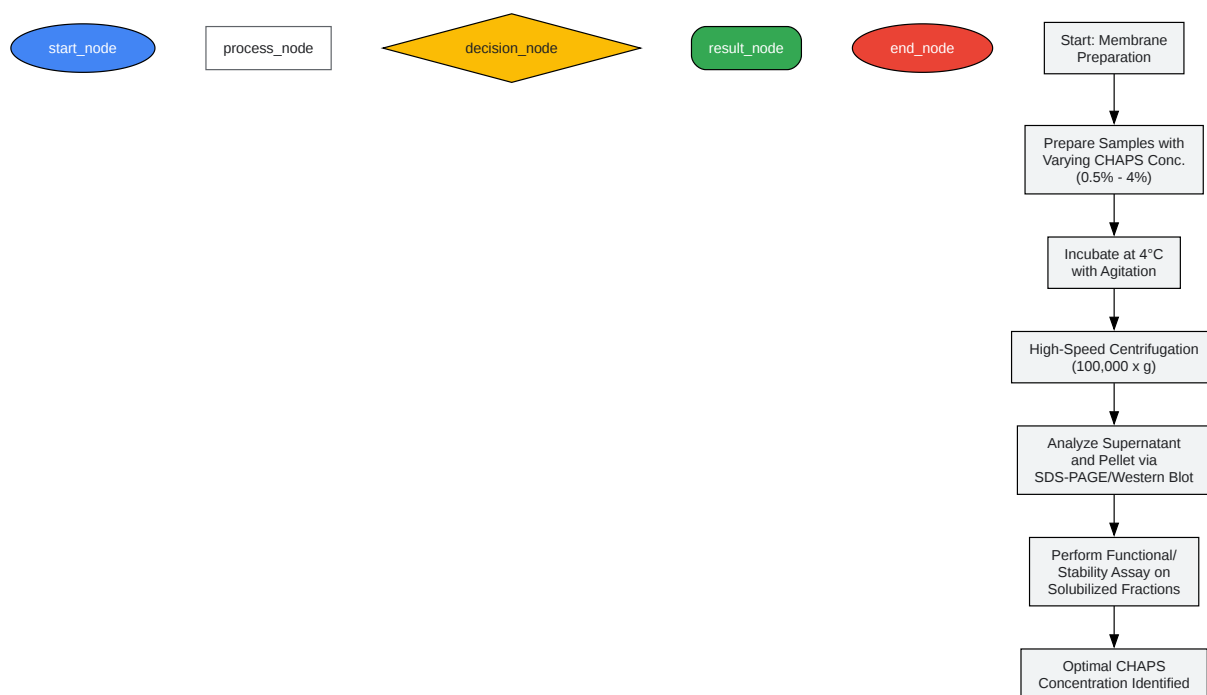 start_node
process_node
decision_node
result_node
end_node
Start: Membrane
Preparation
Prepare Samples with
Varying CHAPS Conc.
(0.5% - 4%)
Incubate at 4°C
with Agitation
High-Speed Centrifugation
(100,000 x g)
Analyze Supernatant
and Pellet via
SDS-PAGE/Western Blot
Perform Functional/
Stability Assay on
Solubilized Fractions
Optimal CHAPS
Concentration Identified